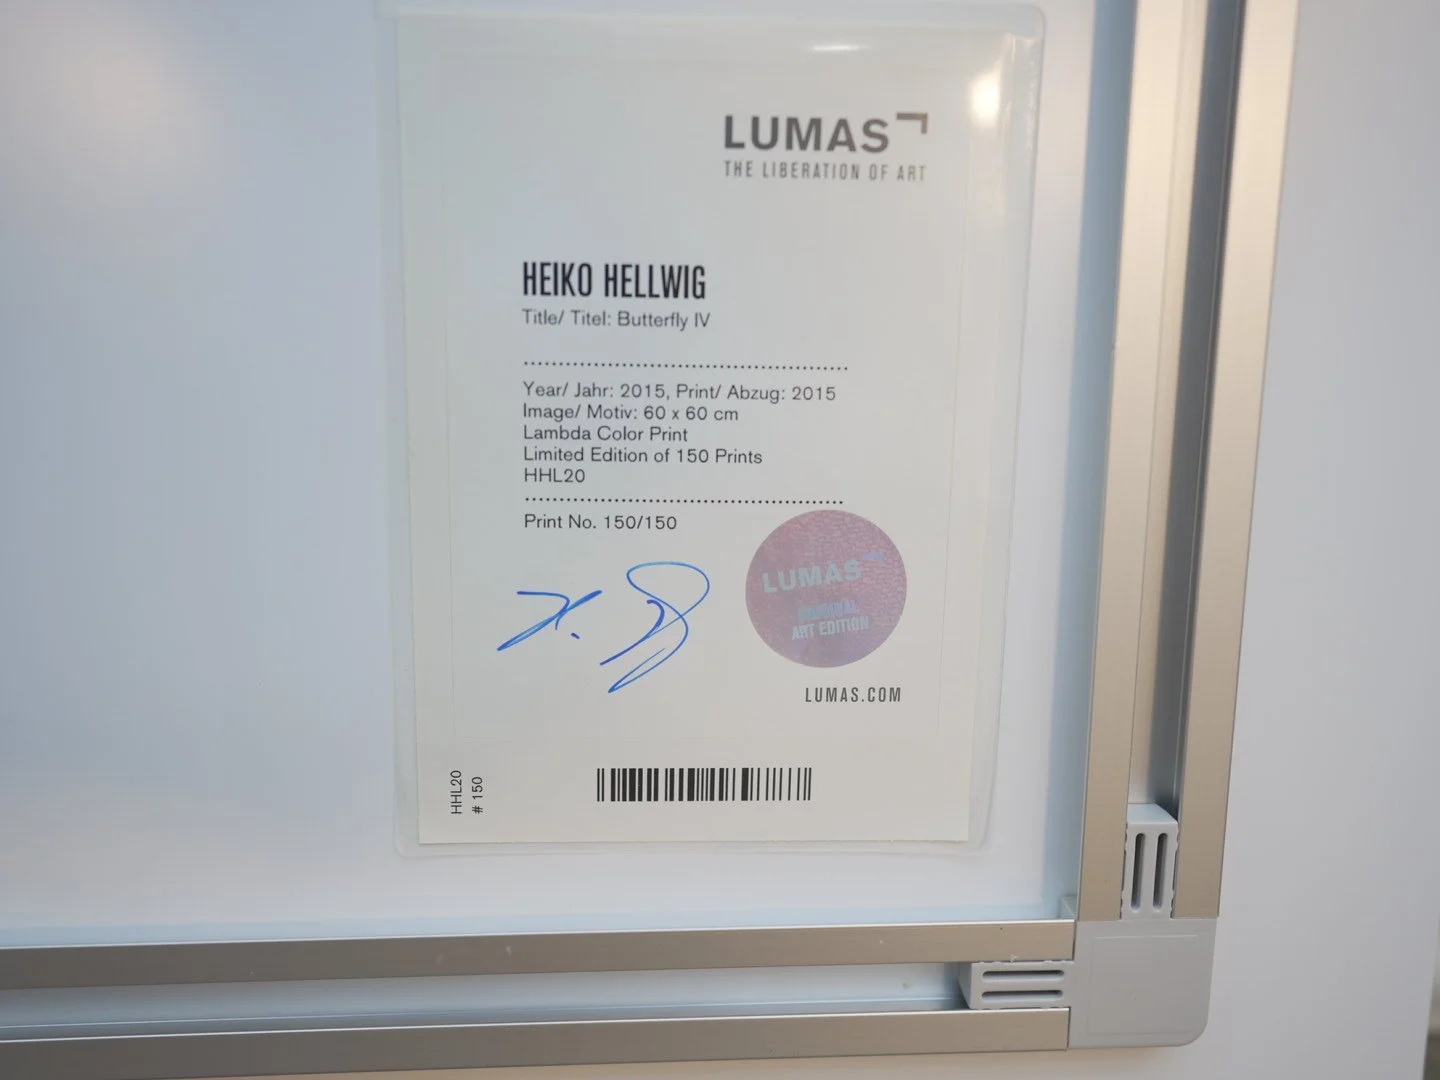 LUMAS
THE LIBERATION OF ART
HEIKO HELLWIG
Title/ Titel: Butterfly IV
Year/ Jahr: 2015, Print/ Abzug: 2015
Image/ Motiv: 60 x 60 cm
Lambda Color Print
Limited Edition of 150 Prints
HHL20
Print No. 150/150
LUMAS
ORIGINAL
ART EDITION
LUMAS.COM
HHL20
# 150